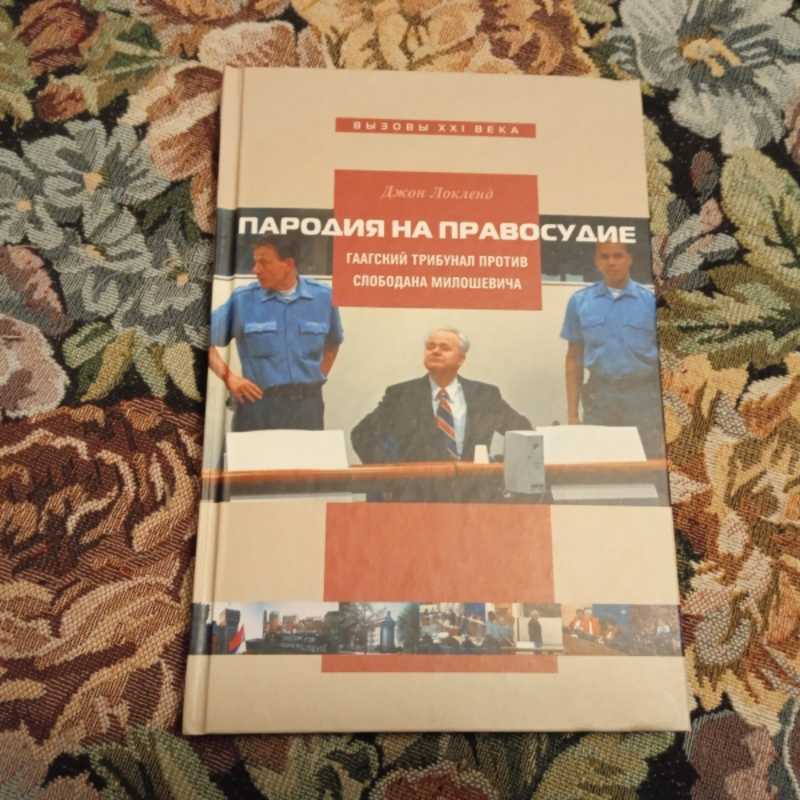 ВЫЗОВЫ XXI ВЕКА
Джон Локленд
ПАРОДИЯ НА ПРАВОСУДИЕ
ГААГСКИЙ ТРИБУНАЛ ПРОТИВ
СЛОБОДАНА МИЛОШЕВИЧА